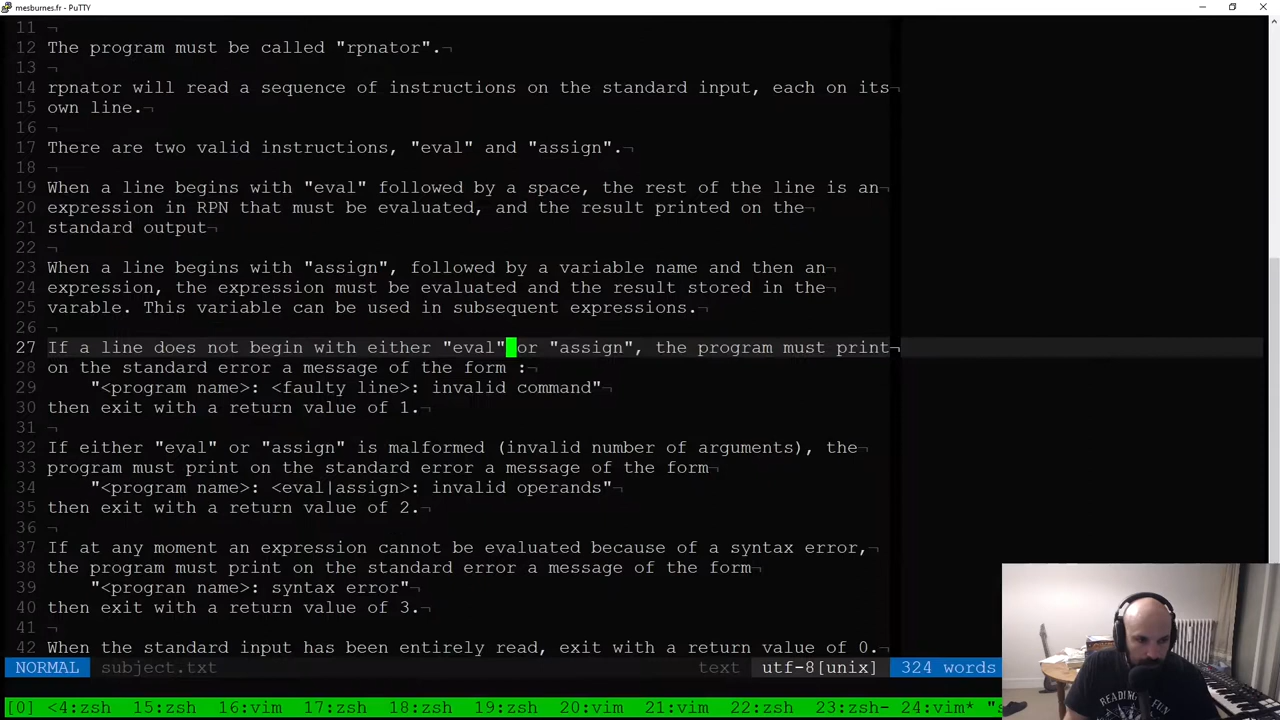 mesburnes.fr - PuTTY
11 ¬
12 The program must be called "rpnator".¬
13 ¬
14 rpnator will read a sequence of instructions on the standard input, each on its¬
15 own line.¬
16 ¬
17 There are two valid instructions, "eval" and "assign".¬
18 ¬
19 When a line begins with "eval" followed by a space, the rest of the line is an¬
20 expression in RPN that must be evaluated, and the result printed on the¬
21 standard output¬
22 ¬
23 When a line begins with "assign", followed by a variable name and then an¬
24 expression, the expression must be evaluated and the result stored in the¬
25 varable. This variable can be used in subsequent expressions.¬
26 ¬
27 If a line does not begin with either "eval" or "assign", the program must print¬
28 on the standard error a message of the form :¬
29 "<program name>: <faulty line>: invalid command"¬
30 then exit with a return value of 1.¬
31 ¬
32 If either "eval" or "assign" is malformed (invalid number of arguments), the¬
33 program must print on the standard error a message of the form¬
34 "<program name>: <eval|assign>: invalid operands"¬
35 then exit with a return value of 2.¬
36 ¬
37 If at any moment an expression cannot be evaluated because of a syntax error,¬
38 the program must print on the standard error a message of the form¬
39 "<progran name>: syntax error"¬
40 then exit with a return value of 3.¬
41 ¬
42 When the standard input has been entirely read, exit with a return value of 0.¬
NORMAL subject.txt text utf-8[unix] 324 words
[0] <4:zsh 15:zsh 16:vim 17:zsh 18:zsh 19:zsh 20:vim 21:vim 22:zsh 23:zsh- 24:vim* "s
READING FUN